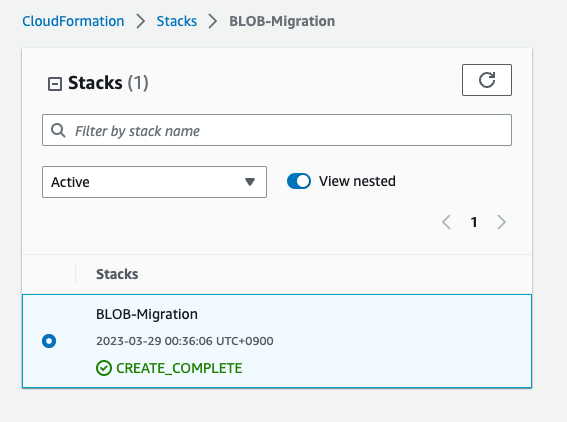 CloudFormation > Stacks > BLOB-Migration
Stacks (1)
Filter by stack name
Active
View nested
1
Stacks
BLOB-Migration
2023-03-29 00:36:06 UTC+0900
CREATE_COMPLETE